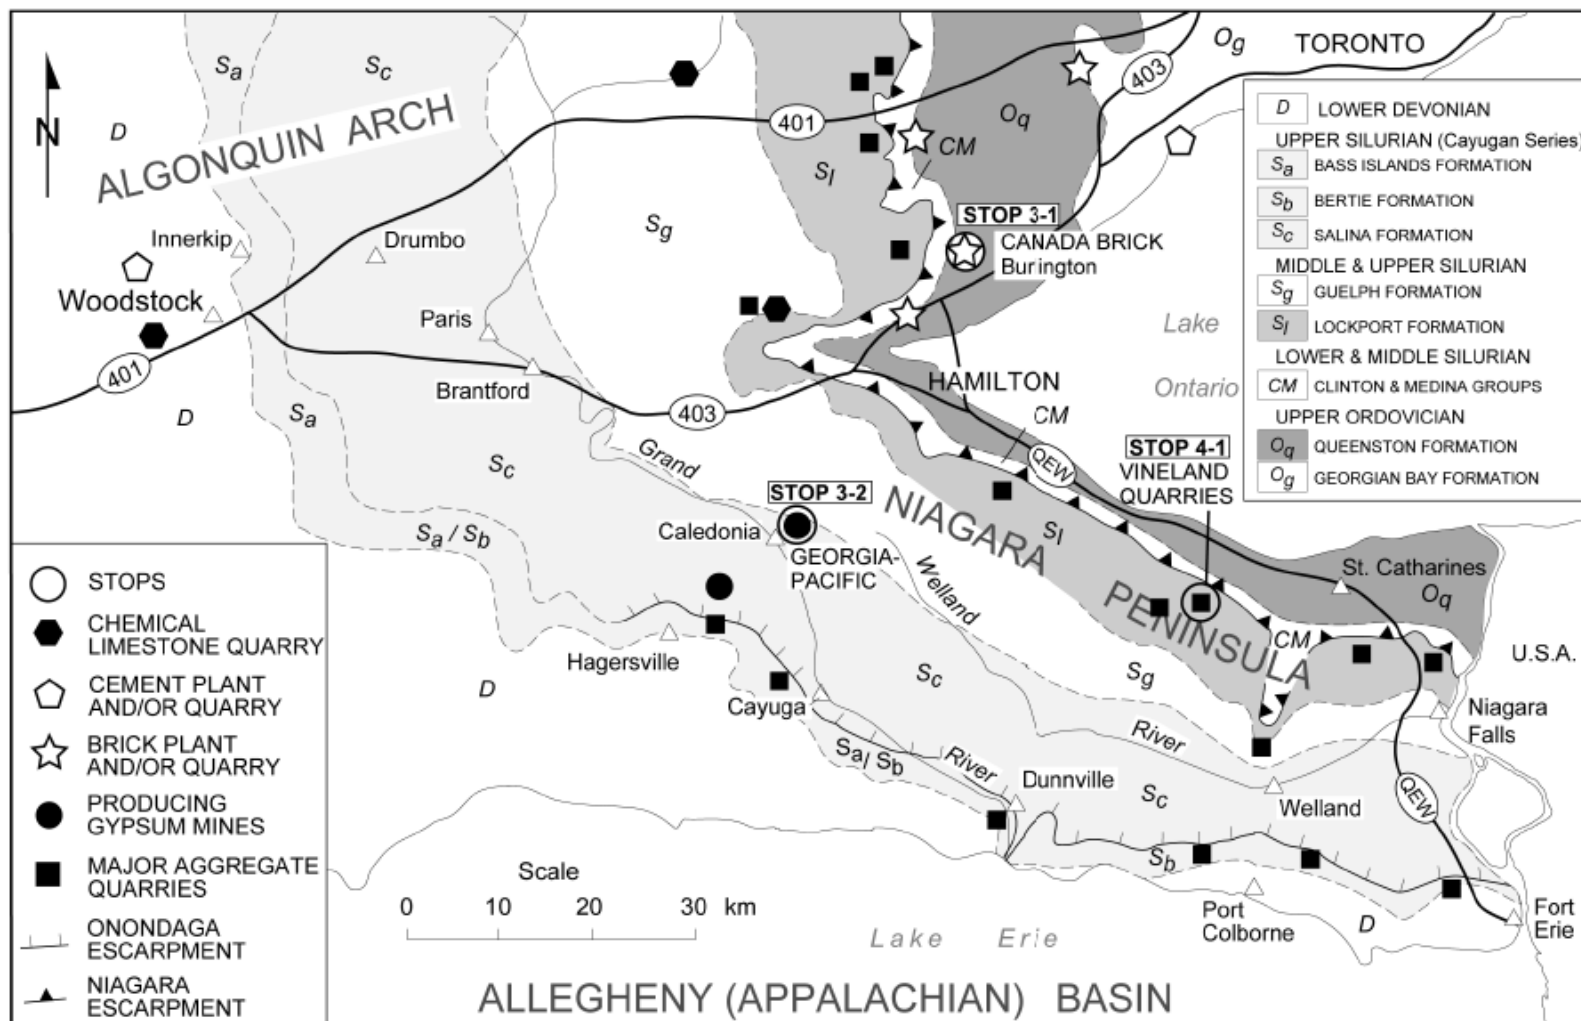 Sa
Sc
Og
TORONTO
403
D
N
ALGONQUIN ARCH
401
Oq
CM
Sl
Sg
STOP 3-1
CANADA BRICK
Burington
Innerkip
Drumbo
Woodstock
Paris
Lake
Ontario
401
Brantford
403
HAMILTON
CM
D
Sa
Sc
Grand
QEW
STOP 4-1
VINELAND
QUARRIES
STOP 3-2
NIAGARA
PENINSULA
Sl
Sa / Sb
Caledonia
GEORGIA-
PACIFIC
Welland
St. Catharines
Oq
CM
U.S.A.
Hagersville
D
Sc
Sg
Cayuga
Niagara
Falls
River
Sa/ Sb
River
Dunnville
Sc
Welland
QEW
Sb
Port
Colborne
D
Fort
Erie
Scale
0 10 20 30 km
Lake Erie
ALLEGHENY (APPALACHIAN) BASIN
D LOWER DEVONIAN
UPPER SILURIAN (Cayugan Series)
Sa BASS ISLANDS FORMATION
Sb BERTIE FORMATION
Sc SALINA FORMATION
MIDDLE & UPPER SILURIAN
Sg GUELPH FORMATION
Sl LOCKPORT FORMATION
LOWER & MIDDLE SILURIAN
CM CLINTON & MEDINA GROUPS
UPPER ORDOVICIAN
Oq QUEENSTON FORMATION
Og GEORGIAN BAY FORMATION
STOPS
CHEMICAL
LIMESTONE QUARRY
CEMENT PLANT
AND/OR QUARRY
BRICK PLANT
AND/OR QUARRY
PRODUCING
GYPSUM MINES
MAJOR AGGREGATE
QUARRIES
ONONDAGA
ESCARPMENT
NIAGARA
ESCARPMENT